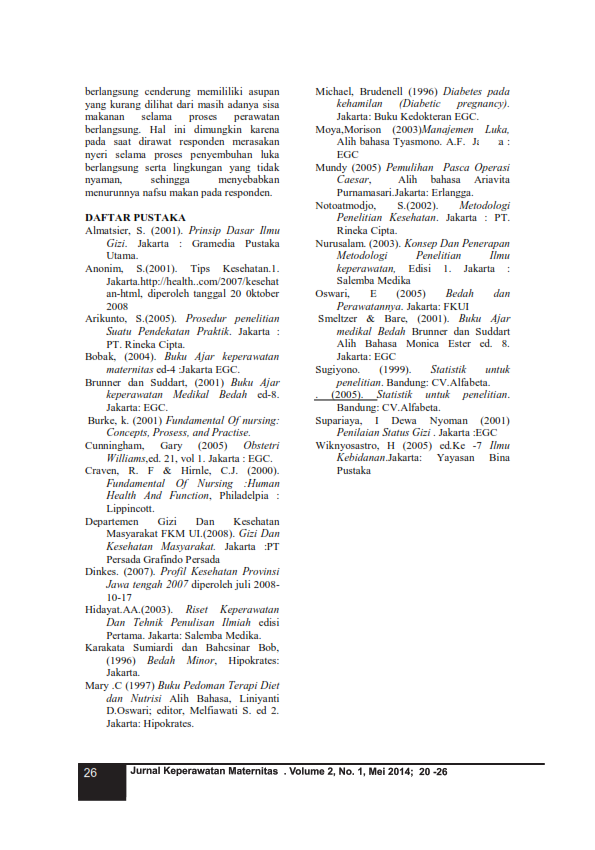 berlangsung cenderung memililiki asupan
yang kurang dilihat dari masih adanya sisa
makanan selama proses perawatan
berlangsung. Hal ini dimungkin karena
pada saat dirawat responden merasakan
nyeri selama proses penyembuhan luka
berlangsung serta lingkungan yang tidak
nyaman, sehingga menyebabkan
menurunnya nafsu makan pada responden.
DAFTAR PUSTAKA
Almatsier, S. (2001). Prinsip Dasar Ilmu
Gizi. Jakarta : Gramedia Pustaka
Utama.
Anonim, S.(2001). Tips Kesehatan.1.
Jakarta.http://health..com/2007/kesehat
an-html, diperoleh tanggal 20 0ktober
2008
Arikunto, S.(2005). Prosedur penelitian
Suatu Pendekatan Praktik. Jakarta :
PT. Rineka Cipta.
Bobak, (2004). Buku Ajar keperawatan
maternitas ed-4 :Jakarta EGC.
Brunner dan Suddart, (2001) Buku Ajar
keperawatan Medikal Bedah ed-8.
Jakarta: EGC.
Burke, k. (2001) Fundamental Of nursing:
Concepts, Prosess, and Practise.
Cunningham, Gary (2005) Obstetri
Williams,ed. 21, vol 1. Jakarta : EGC.
Craven, R. F & Hirnle, C.J. (2000).
Fundamental Of Nursing :Human
Health And Function, Philadelpia :
Lippincott.
Departemen Gizi Dan Kesehatan
Masyarakat FKM UI.(2008). Gizi Dan
Kesehatan Masyarakat. Jakarta :PT
Persada Grafindo Persada
Dinkes. (2007). Profil Kesehatan Provinsi
Jawa tengah 2007 diperoleh juli 2008-
10-17
Hidayat.AA.(2003). Riset Keperawatan
Dan Tehnik Penulisan Ilmiah edisi
Pertama. Jakarta: Salemba Medika.
Karakata Sumiardi dan Bahcsinar Bob,
(1996) Bedah Minor, Hipokrates:
Jakarta.
Mary .C (1997) Buku Pedoman Terapi Diet
dan Nutrisi Alih Bahasa, Liniyanti
D.Oswari; editor, Melfiawati S. ed 2.
Jakarta: Hipokrates.
Michael, Brudenell (1996) Diabetes pada
kehamilan (Diabetic pregnancy).
Jakarta: Buku Kedokteran EGC.
Moya,Morison (2003)Manajemen Luka,
Alih bahasa Tyasmono. A.F. :
EGC
Mundy (2005) Pemulihan Pasca Operasi
Caesar, Alih bahasa Ariavita
Purnamasari.Jakarta: Erlangga.
Notoatmodjo, S.(2002). Metodologi
Penelitian Kesehatan. Jakarta : PT.
Rineka Cipta.
Nurusalam. (2003). Konsep Dan Penerapan
Metodologi Penelitian Ilmu
keperawatan, Edisi 1. Jakarta :
Salemba Medika
Oswari, E (2005) Bedah dan
Perawatannya. Jakarta: FKUI
Smeltzer & Bare, (2001). Buku Ajar
medikal Bedah Brunner dan Suddart
Alih Bahasa Monica Ester ed. 8.
Jakarta: EGC
Sugiyono. (1999). Statistik untuk
penelitian. Bandung: CV.Alfabeta.
. (2005). Statistik untuk penelitian.
Bandung: CV.Alfabeta.
Supariaya, I Dewa Nyoman (2001)
Penilaian Status Gizi . Jakarta :EGC
Wiknyosastro, H (2005) ed.Ke -7 Ilmu
Kebidanan.Jakarta: Yayasan Bina
Pustaka
26 Jurnal Keperawatan Maternitas . Volume 2, No. 1, Mei 2014; 20 -26